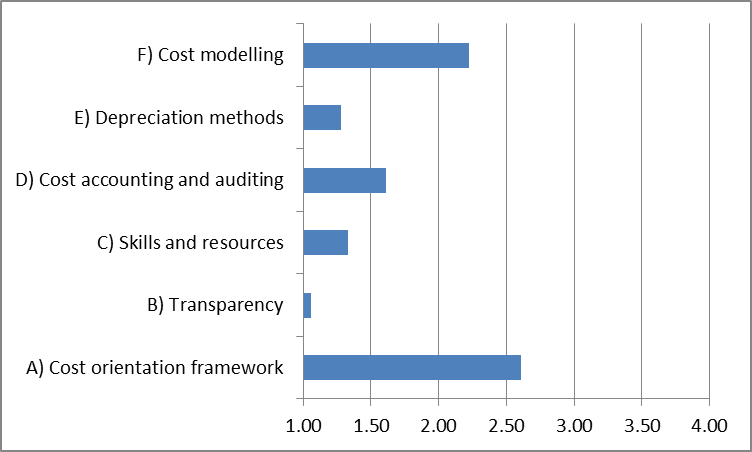 F) Cost modelling
E) Depreciation methods
D) Cost accounting and auditing
C) Skills and resources
B) Transparency
A) Cost orientation framework
1.00 1.50 2.00 2.50 3.00 3.50 4.00